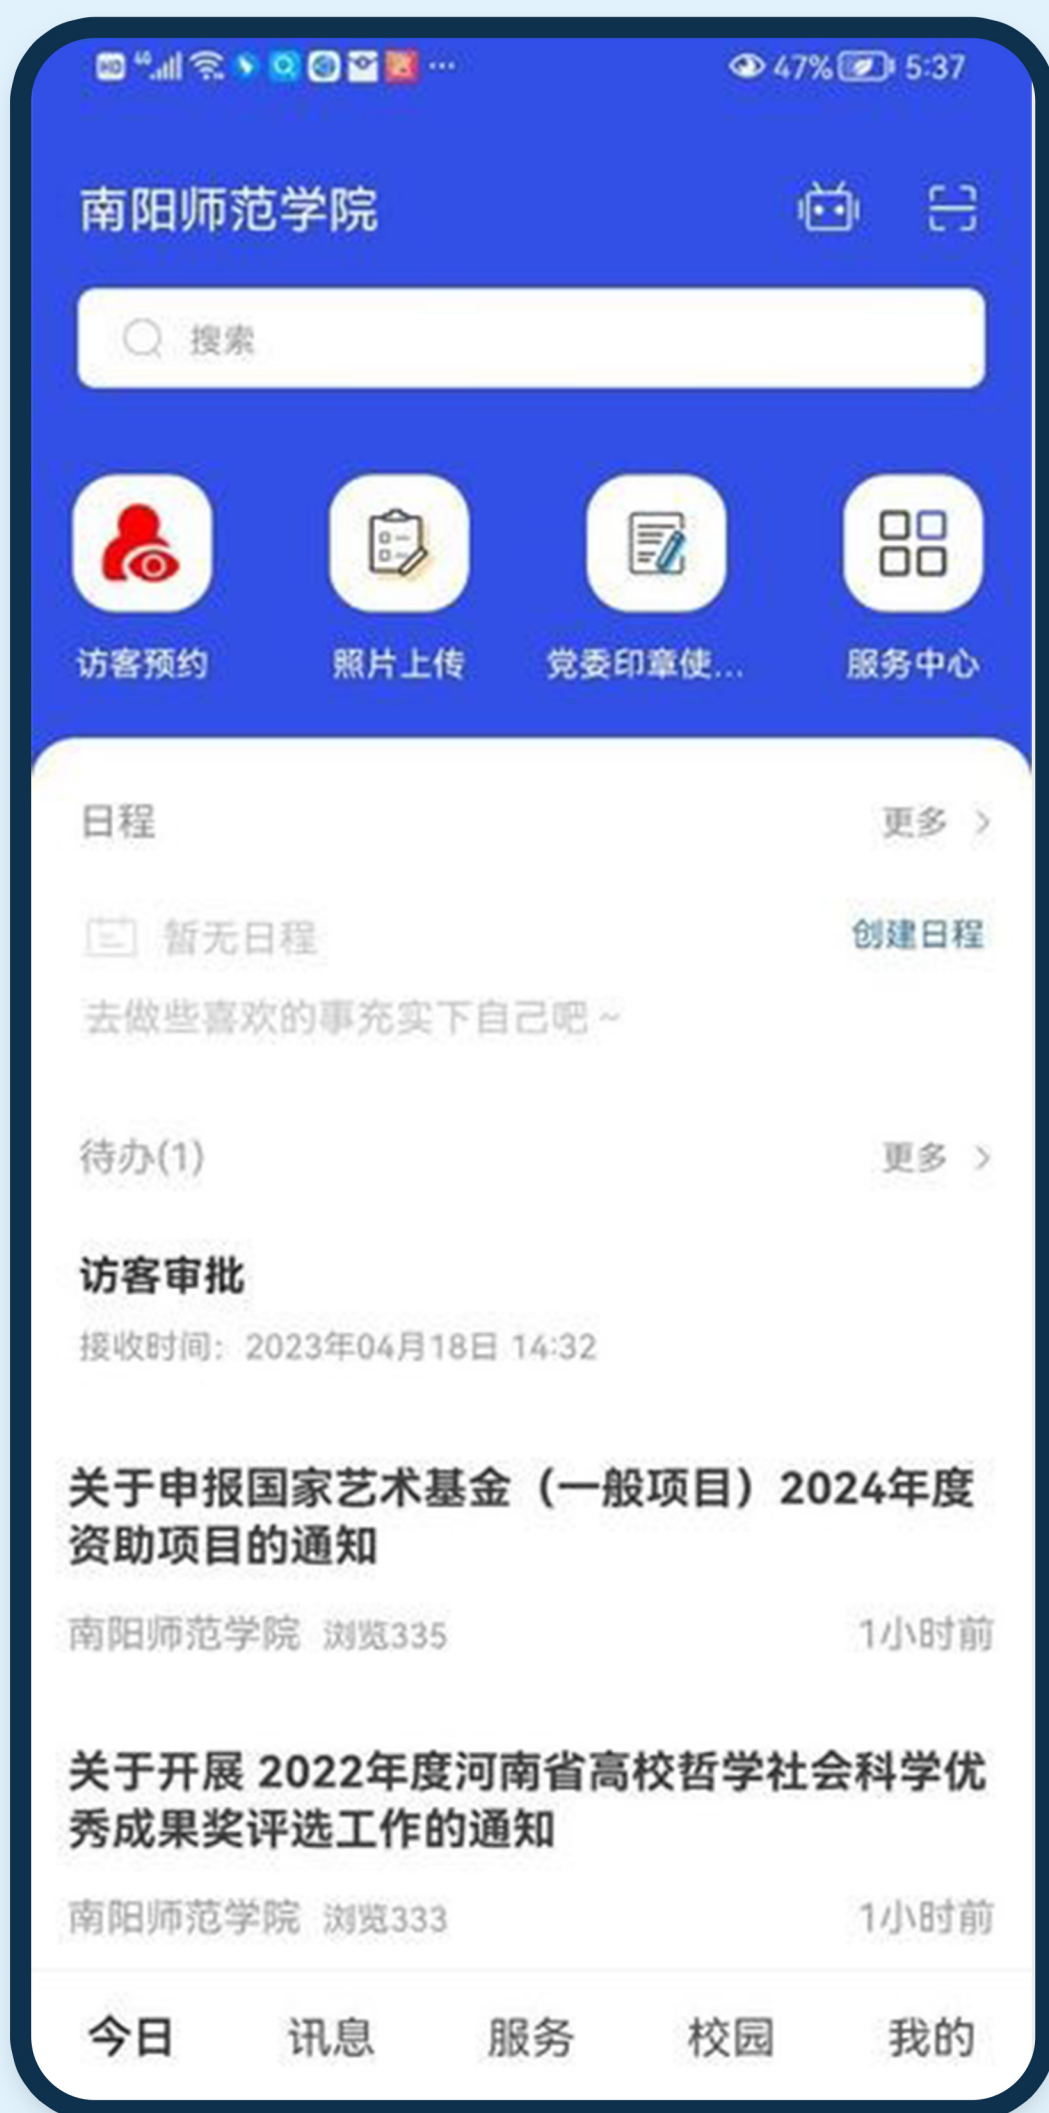 HD 4G
47% 5:37
南阳师范学院
搜索
访客预约 照片上传 党委印章使... 服务中心
日程 更多
暂无日程 创建日程
去做些喜欢的事充实下自己吧~
待办(1) 更多
访客审批
接收时间：2023年04月18日 14:32
关于申报国家艺术基金（一般项目）2024年度
资助项目的通知
南阳师范学院 浏览335 1小时前
关于开展 2022年度河南省高校哲学社会科学优
秀成果奖评选工作的通知
南阳师范学院 浏览333 1小时前
今日 讯息 服务 校园 我的